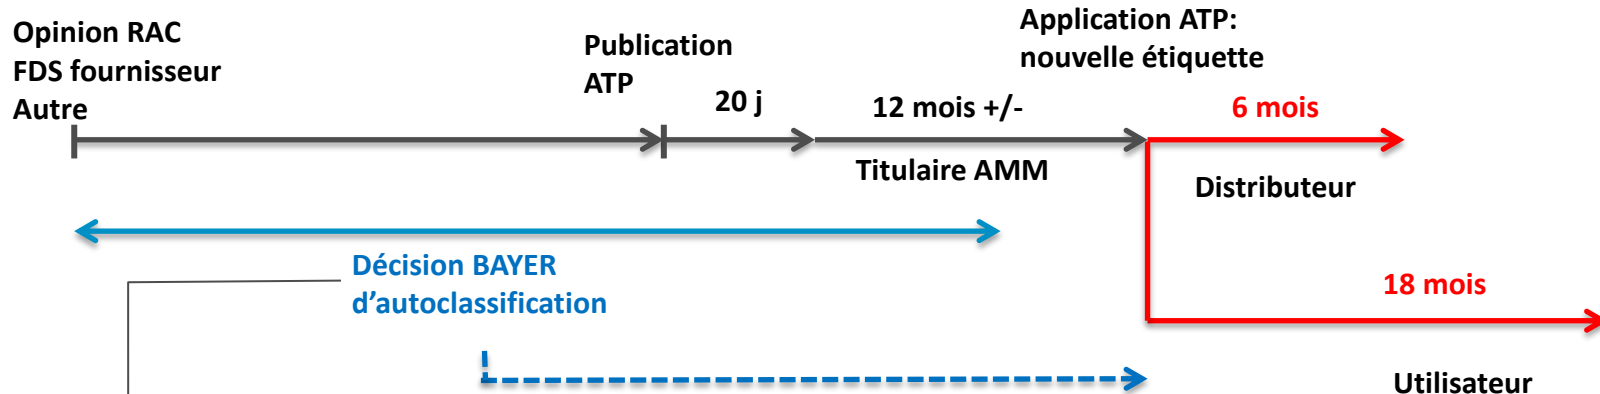 Opinion RAC
FDS fournisseur
Autre
Publication
ATP
20 j
12 mois +/-
Titulaire AMM
Application ATP:
nouvelle étiquette
6 mois
Distributeur
Décision BAYER
d’autoclassification
18 mois
Utilisateur